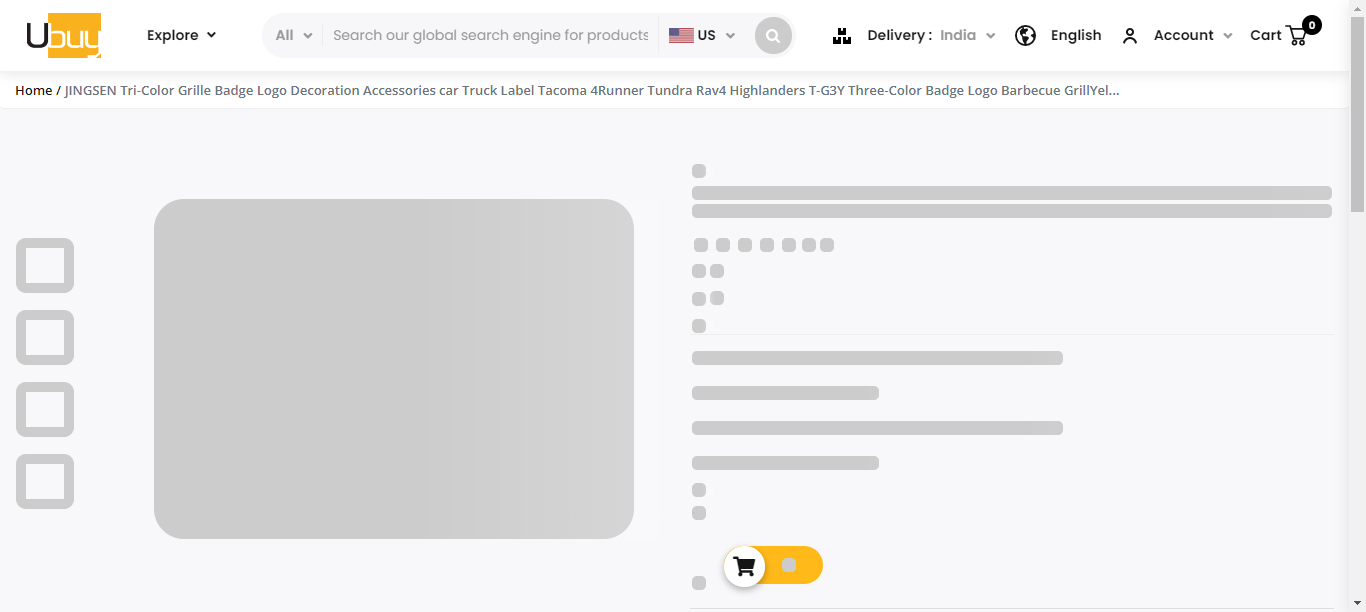 Ubuy
Explore
All
Search our global search engine for products
US
Delivery : India
English
Account
Cart
0
Home / JINGSEN Tri-Color Grille Badge Logo Decoration Accessories car Truck Label Tacoma 4Runner Tundra Rav4 Highlanders T-G3Y Three-Color Badge Logo Barbecue GrillYel...